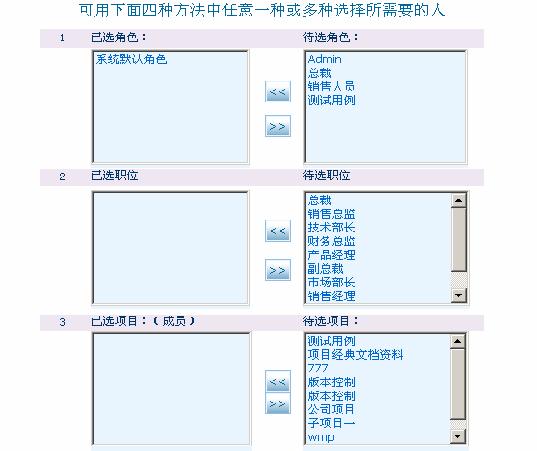 可用下面四种方法中任意一种或多种选择所需要的人
1 已选角色： 待选角色：
系统默认角色
<<
>>
Admin
总裁
销售人员
测试用例
2 已选职位 待选职位
<<
>>
总裁
销售总监
技术部长
财务总监
产品经理
副总裁
市场部长
销售经理
3 已选项目：（成员） 待选项目：
<<
>>
测试用例
项目经典文档资料
777
版本控制
版本控制
公司项目
子项目一
wmp